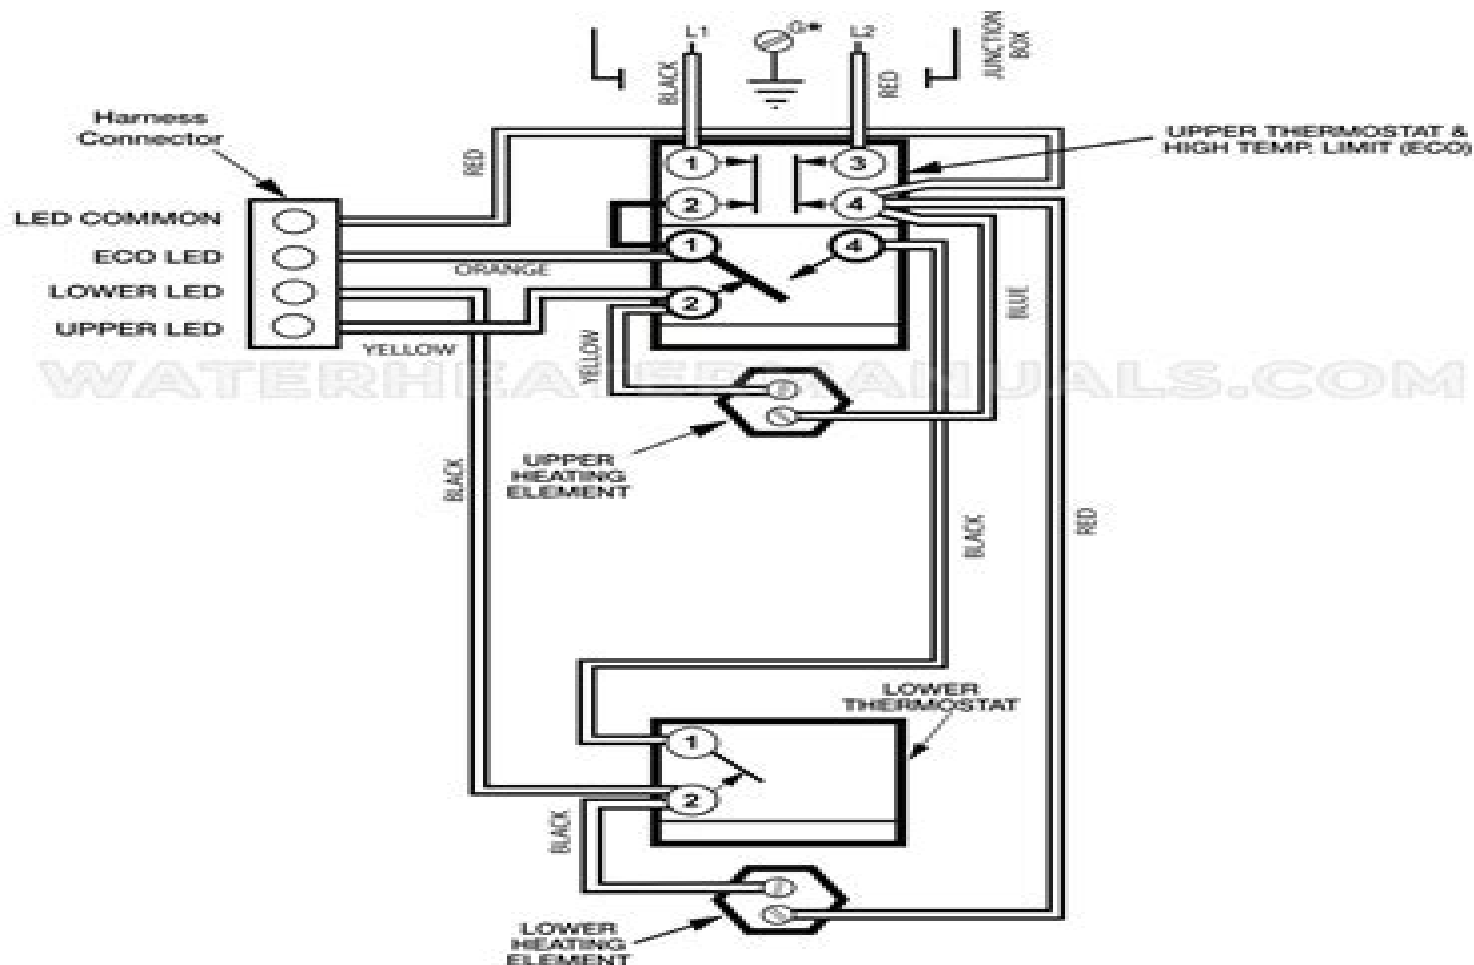 L1
G*
L2
JUNCTION
BOX
BLACK
RED
Harness
Connector
RED
UPPER THERMOSTAT &
HIGH TEMP. LIMIT (ECO)
1
3
LED COMMON
2
4
ECO LED
1
4
ORANGE
LOWER LED
2
BLUE
UPPER LED
YELLOW
YELLOW
WATERHEATERMANUALS.COM
UPPER
HEATING
ELEMENT
BLACK
BLACK
RED
LOWER
THERMOSTAT
1
2
BLACK
LOWER
HEATING
ELEMENT